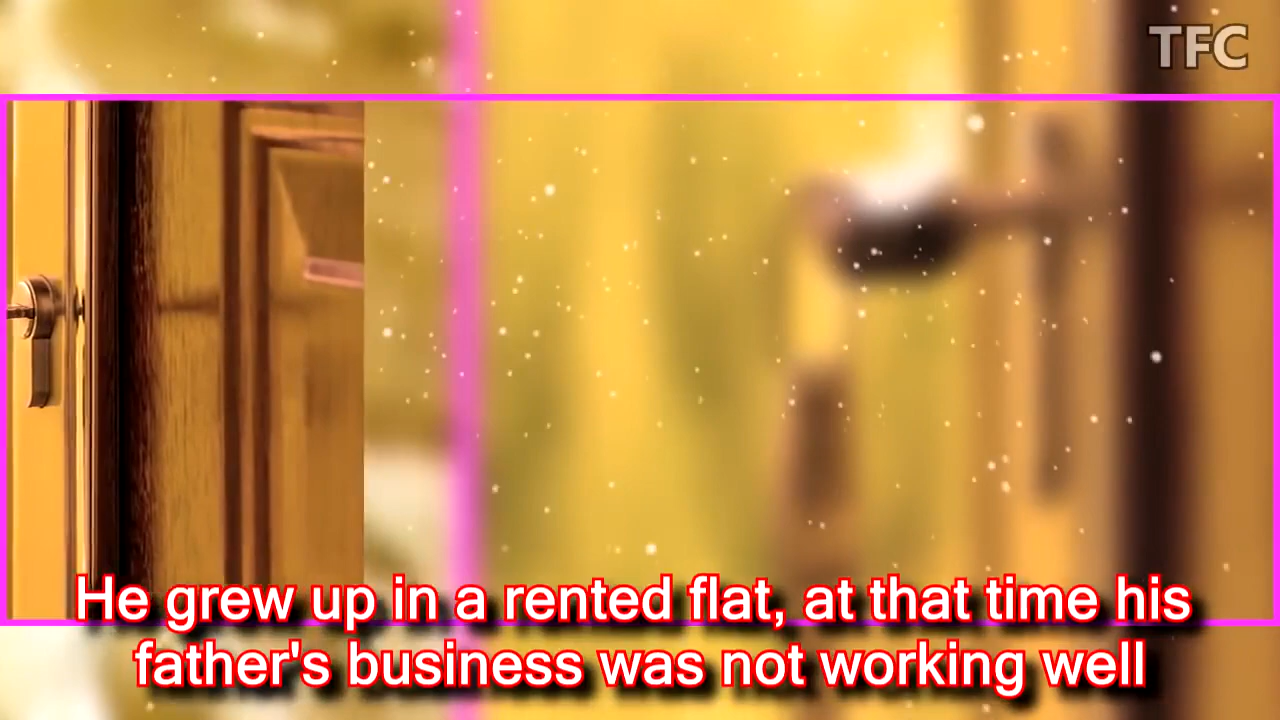 TFC
He grew up in a rented flat, at that time his
father's business was not working well